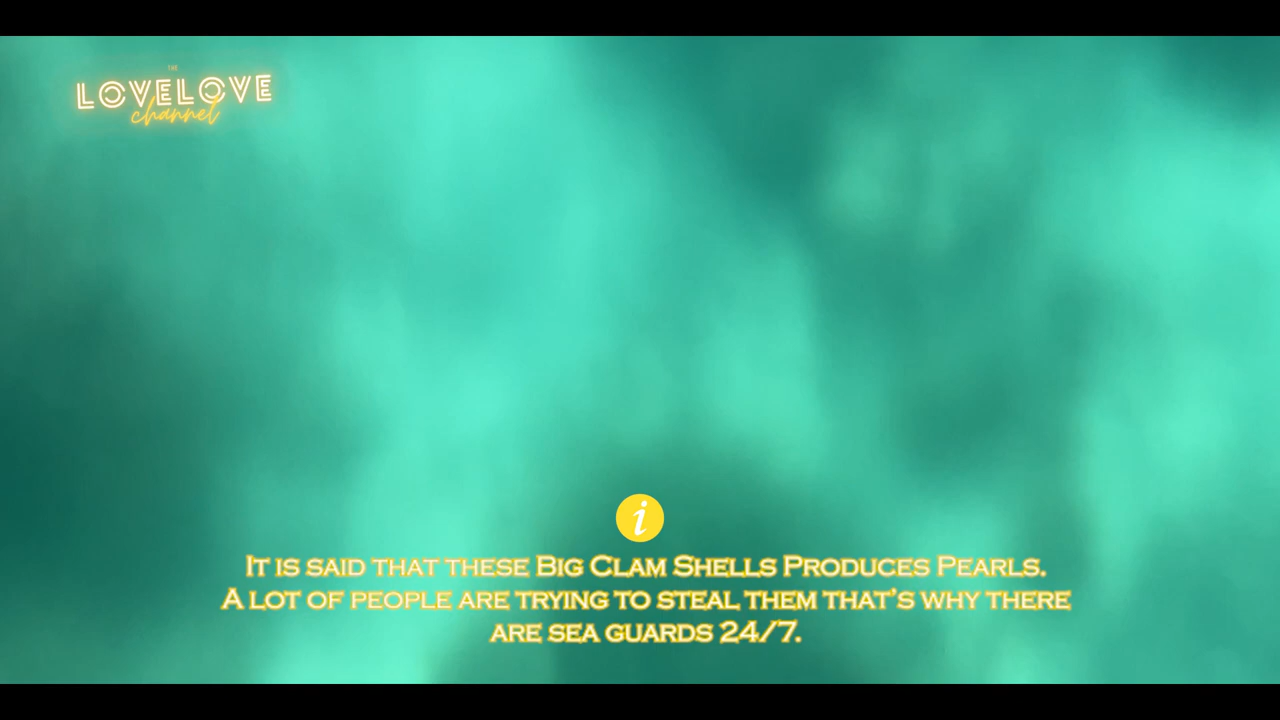 THE
LOVELOVE
channel
i
It is said that these Big Clam Shells Produces Pearls.
A lot of people are trying to steal them that's why there
are sea guards 24/7.